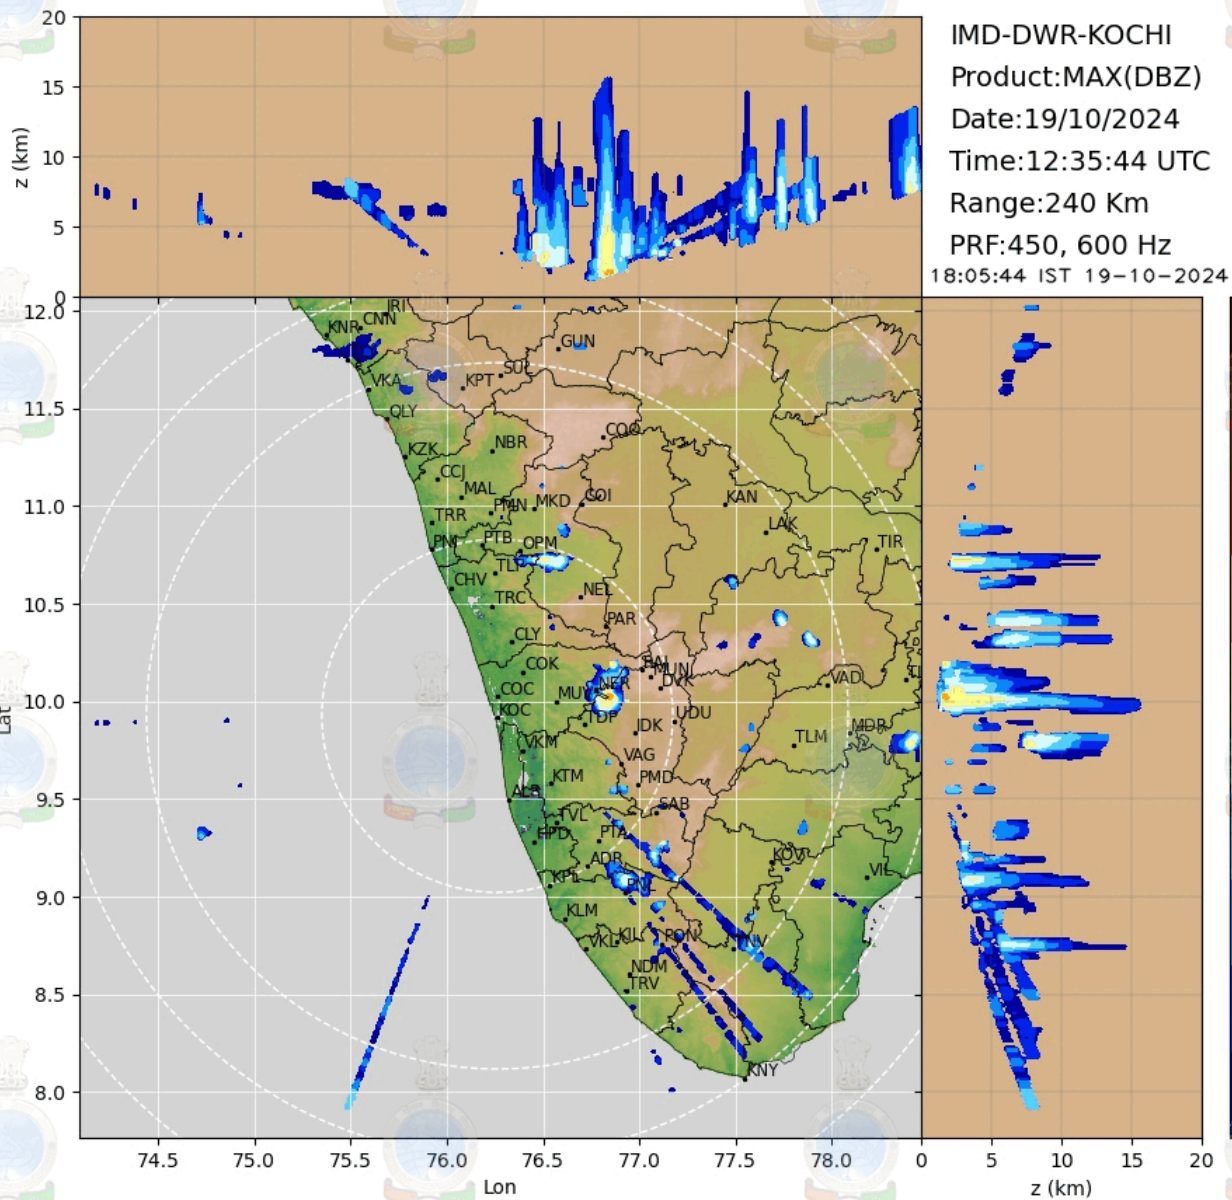 20
15
10
5
0
z (km)
IMD-DWR-KOCHI
Product:MAX(DBZ)
Date:19/10/2024
Time:12:35:44 UTC
Range:240 Km
PRF:450, 600 Hz
18:05:44 IST 19-10-2024
12.0
11.5
11.0
10.5
10.0
9.5
9.0
8.5
8.0
Lat
IRI
CNN
KNR
GUN
SUL
VKA
KPT
QLY
COO
NBR
KZK
CCJ
MAL
COI
PMN
MKD
KAN
TRR
LAK
PNI
PTB
OPM
TIR
TLP
CHV
NEL
TRC
PAR
CLY
COK
RAJ
MUN
VAD
COC
MUV
NER
DVK
KOC
TDP
IDK
UDU
MDR
VKM
VAG
TLM
KTM
PMD
ALP
SAB
TVL
HPD
PTA
ADR
KOV
KPL
PNL
VIL
KLM
VKL
KIL
PON
TNV
NDM
TRV
KNY
74.5
75.0
75.5
76.0
76.5
77.0
77.5
78.0
Lon
0
5
10
15
20
z (km)